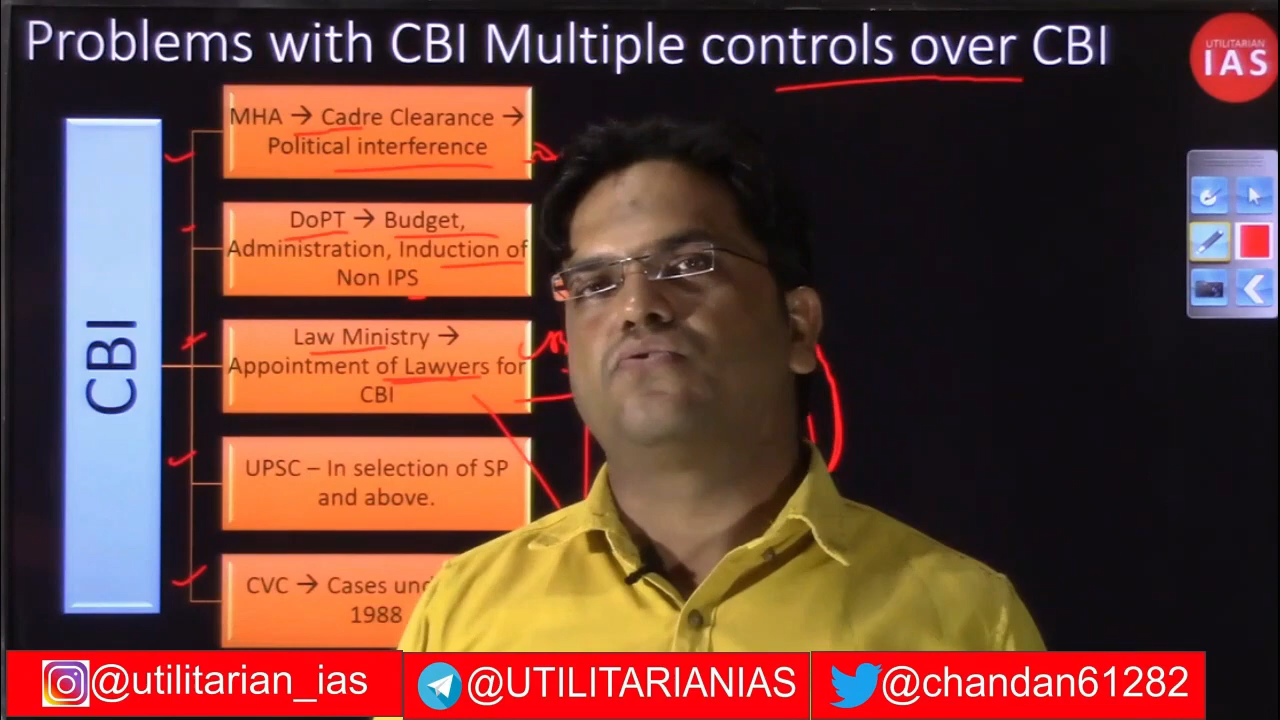 Problems with CBI Multiple controls over CBI
UTILITARIAN
IAS
CBI
MHA → Cadre Clearance →
Political interference
DoPT → Budget,
Administration, Induction of
Non IPS
Law Ministry →
Appointment of Lawyers for
CBI
UPSC – In selection of SP
and above.
CVC → Cases
1988
@utilitarian_ias
@UTILITARIANIAS
@chandan61282